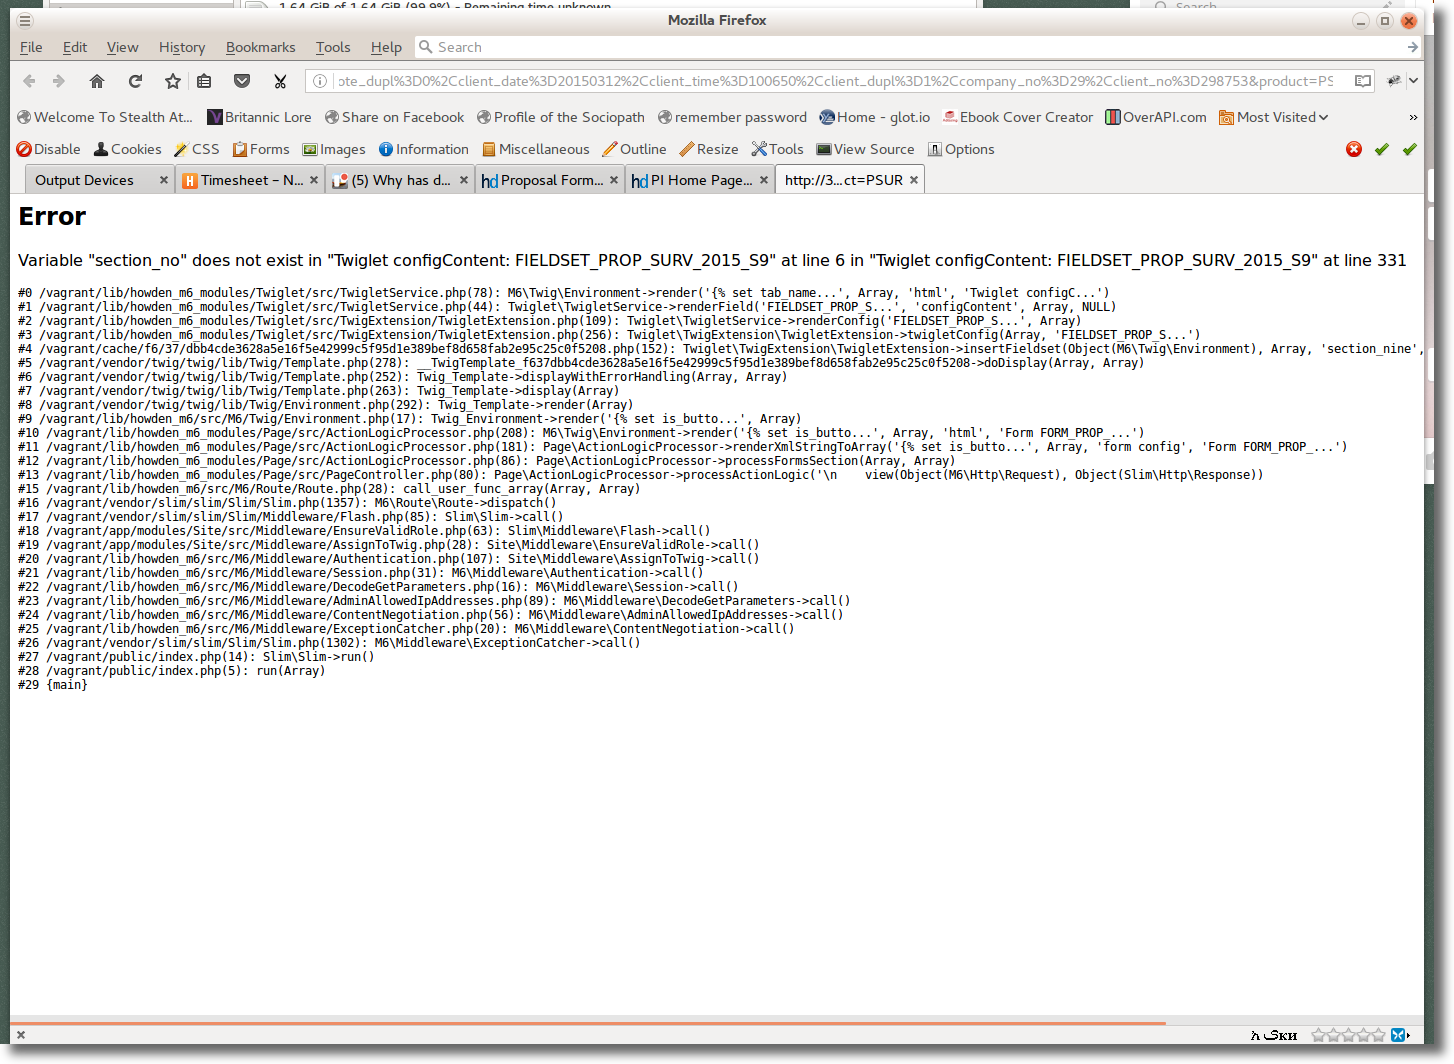 1.64 GiB of 1.64 GiB (99.9%) – Remaining time unknown
Search
Mozilla Firefox
File Edit View History Bookmarks Tools Help Search
ote_dupl%3D0%2Cclient_date%3D20150312%2Cclient_time%3D100650%2Cclient_dupl%3D1%2Ccompany_no%3D29%2Cclient_no%3D298753&product=PS
Welcome To Stealth At... Britannic Lore Share on Facebook Profile of the Sociopath remember password Home - glot.io Ebook Cover Creator OverAPI.com Most Visited
Disable Cookies CSS Forms Images Information Miscellaneous Outline Resize Tools View Source Options
Output Devices Timesheet – N... (5) Why has d... Proposal Form... PI Home Page... http://3...ct=PSUR
Error
Variable "section_no" does not exist in "Twiglet configContent: FIELDSET_PROP_SURV_2015_S9" at line 6 in "Twiglet configContent: FIELDSET_PROP_SURV_2015_S9" at line 331
#0 /vagrant/lib/howden_m6_modules/Twiglet/src/TwigletService.php(78): M6\Twig\Environment->render('{% set tab_name...', Array, 'html', 'Twiglet configC...')
#1 /vagrant/lib/howden_m6_modules/Twiglet/src/TwigletService.php(44): Twiglet\TwigletService->renderField('FIELDSET_PROP_S...', 'configContent', Array, NULL)
#2 /vagrant/lib/howden_m6_modules/Twiglet/src/TwigExtension/TwigletExtension.php(109): Twiglet\TwigletService->renderConfig('FIELDSET_PROP_S...', Array)
#3 /vagrant/lib/howden_m6_modules/Twiglet/src/TwigExtension/TwigletExtension.php(256): Twiglet\TwigExtension\TwigletExtension->twigletConfig(Array, 'FIELDSET_PROP_S...')
#4 /vagrant/cache/f6/37/dbb4cde3628a5e16f5e42999c5f95d1e389bef8d658fab2e95c25c0f5208.php(152): Twiglet\TwigExtension\TwigletExtension->insertFieldset(Object(M6\Twig\Environment), Array, 'section_nine',
#5 /vagrant/vendor/twig/twig/lib/Twig/Template.php(278): __TwigTemplate_f637dbb4cde3628a5e16f5e42999c5f95d1e389bef8d658fab2e95c25c0f5208->doDisplay(Array, Array)
#6 /vagrant/vendor/twig/twig/lib/Twig/Template.php(252): Twig_Template->displayWithErrorHandling(Array, Array)
#7 /vagrant/vendor/twig/twig/lib/Twig/Template.php(263): Twig_Template->display(Array)
#8 /vagrant/vendor/twig/twig/lib/Twig/Environment.php(292): Twig_Template->render(Array)
#9 /vagrant/lib/howden_m6/src/M6/Twig/Environment.php(17): Twig_Environment->render('{% set is_butto...', Array)
#10 /vagrant/lib/howden_m6_modules/Page/src/ActionLogicProcessor.php(208): M6\Twig\Environment->render('{% set is_butto...', Array, 'html', 'Form FORM_PROP_...')
#11 /vagrant/lib/howden_m6_modules/Page/src/ActionLogicProcessor.php(181): Page\ActionLogicProcessor->renderXmlStringToArray('{% set is_butto...', Array, 'form config', 'Form FORM_PROP_...')
#12 /vagrant/lib/howden_m6_modules/Page/src/ActionLogicProcessor.php(86): Page\ActionLogicProcessor->processFormsSection(Array, Array)
#13 /vagrant/lib/howden_m6_modules/Page/src/PageController.php(80): Page\ActionLogicProcessor->processActionLogic('\n    view(Object(M6\Http\Request), Object(Slim\Http\Response))
#15 /vagrant/lib/howden_m6/src/M6/Route/Route.php(28): call_user_func_array(Array, Array)
#16 /vagrant/vendor/slim/slim/Slim/Slim.php(1357): M6\Route\Route->dispatch()
#17 /vagrant/vendor/slim/slim/Slim/Middleware/Flash.php(85): Slim\Slim->call()
#18 /vagrant/app/modules/Site/src/Middleware/EnsureValidRole.php(63): Slim\Middleware\Flash->call()
#19 /vagrant/app/modules/Site/src/Middleware/AssignToTwig.php(28): Site\Middleware\EnsureValidRole->call()
#20 /vagrant/lib/howden_m6/src/M6/Middleware/Authentication.php(107): Site\Middleware\AssignToTwig->call()
#21 /vagrant/lib/howden_m6/src/M6/Middleware/Session.php(31): M6\Middleware\Authentication->call()
#22 /vagrant/lib/howden_m6/src/M6/Middleware/DecodeGetParameters.php(16): M6\Middleware\Session->call()
#23 /vagrant/lib/howden_m6/src/M6/Middleware/AdminAllowedIpAddresses.php(89): M6\Middleware\DecodeGetParameters->call()
#24 /vagrant/lib/howden_m6/src/M6/Middleware/ContentNegotiation.php(56): M6\Middleware\AdminAllowedIpAddresses->call()
#25 /vagrant/lib/howden_m6/src/M6/Middleware/ExceptionCatcher.php(20): M6\Middleware\ContentNegotiation->call()
#26 /vagrant/vendor/slim/slim/Slim/Slim.php(1302): M6\Middleware\ExceptionCatcher->call()
#27 /vagrant/public/index.php(14): Slim\Slim->run()
#28 /vagrant/public/index.php(5): run(Array)
#29 {main}